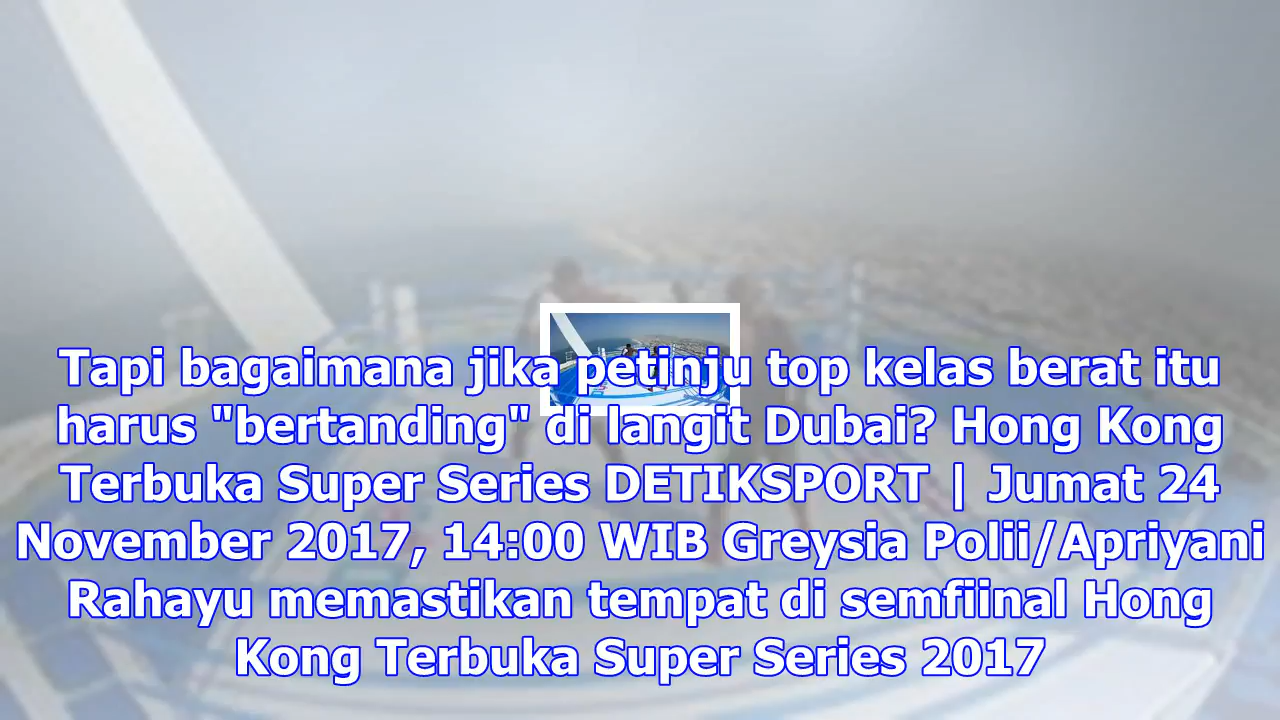 Tapi bagaimana jika petinju top kelas berat itu
harus "bertanding" di langit Dubai? Hong Kong
Terbuka Super Series DETIKSPORT | Jumat 24
November 2017, 14:00 WIB Greysia Polii/Apriyani
Rahayu memastikan tempat di semfiinal Hong
Kong Terbuka Super Series 2017